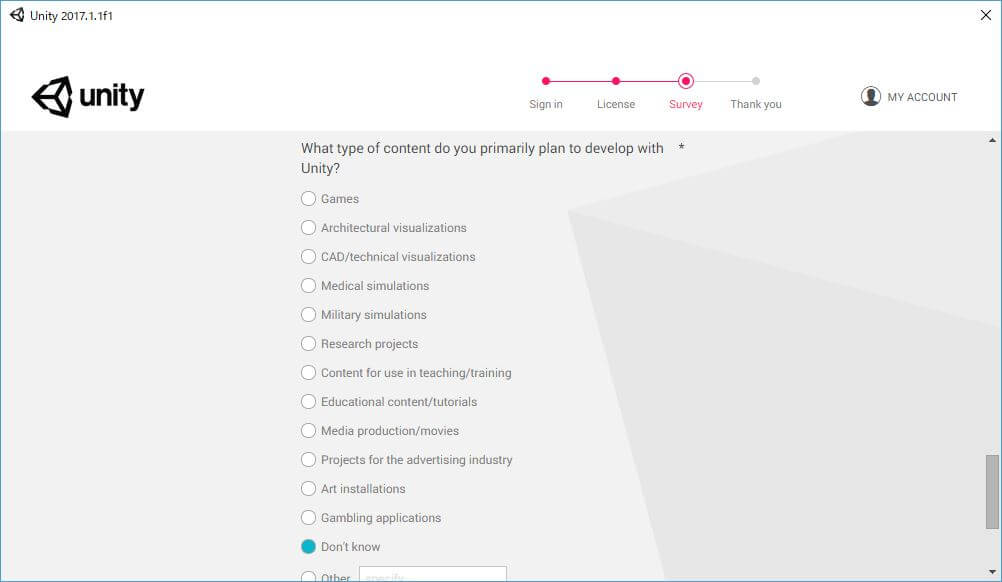 Unity 2017.1.1f1
unity
Sign in
License
Survey
Thank you
MY ACCOUNT
What type of content do you primarily plan to develop with *
Unity?
Games
Architectural visualizations
CAD/technical visualizations
Medical simulations
Military simulations
Research projects
Content for use in teaching/training
Educational content/tutorials
Media production/movies
Projects for the advertising industry
Art installations
Gambling applications
Don't know
Other specify